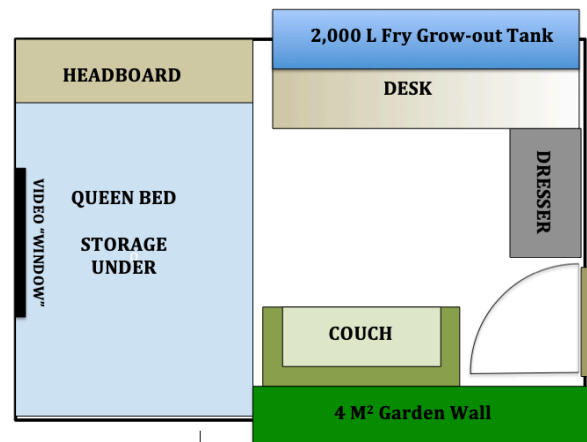 2,000 L Fry Grow-out Tank
HEADBOARD
DESK
DRESSER
VIDEO "WINDOW"
QUEEN BED
STORAGE
UNDER
COUCH
4 M² Garden Wall